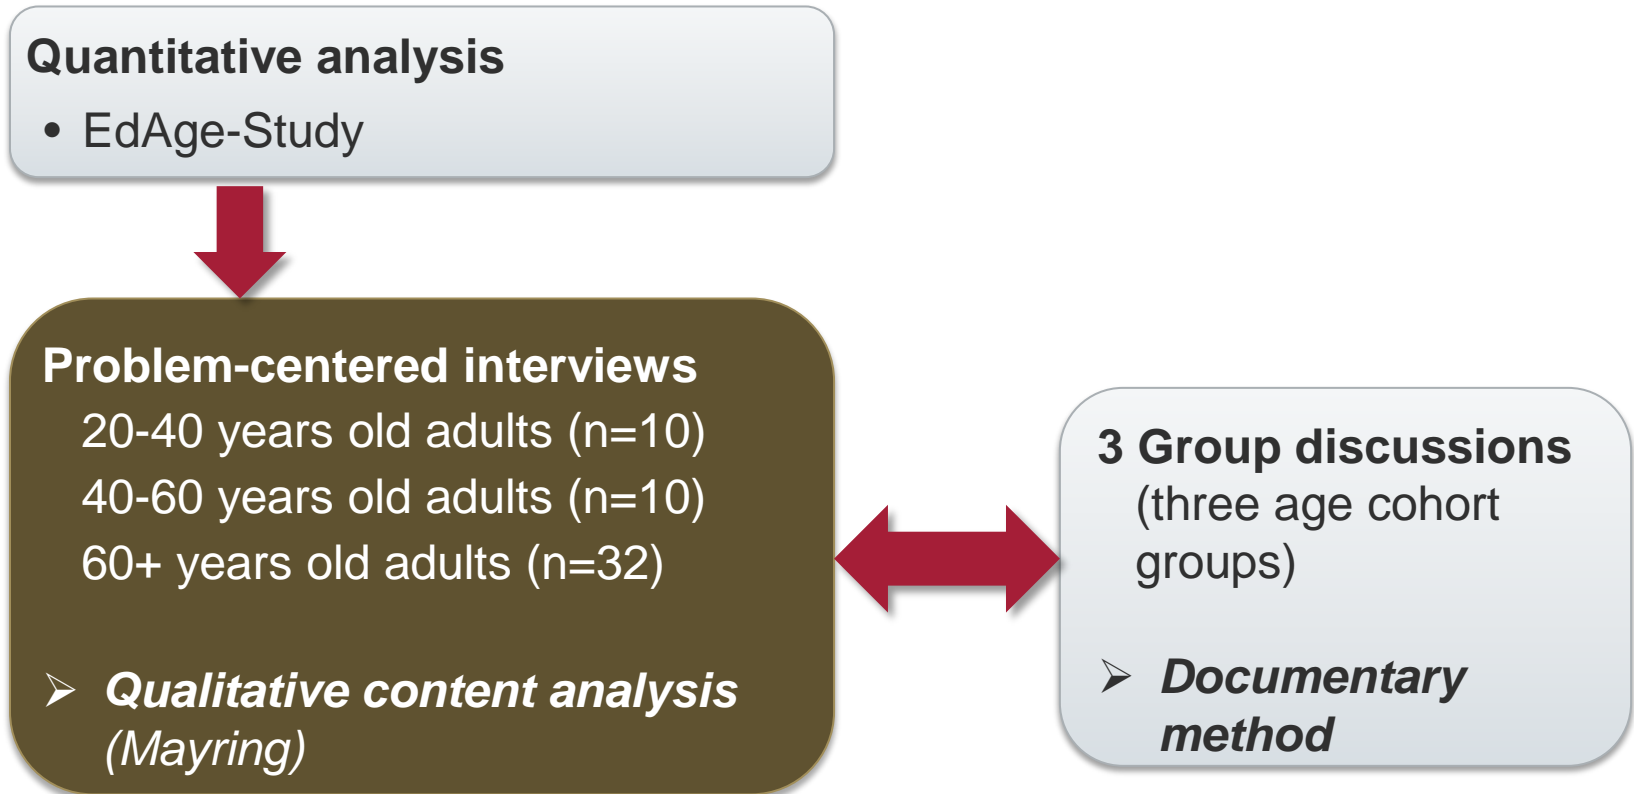 Quantitative analysis
• EdAge-Study
Problem-centered interviews
20-40 years old adults (n=10)
40-60 years old adults (n=10)
60+ years old adults (n=32)
➢ Qualitative content analysis
(Mayring)
3 Group discussions
(three age cohort
groups)
➢ Documentary
method